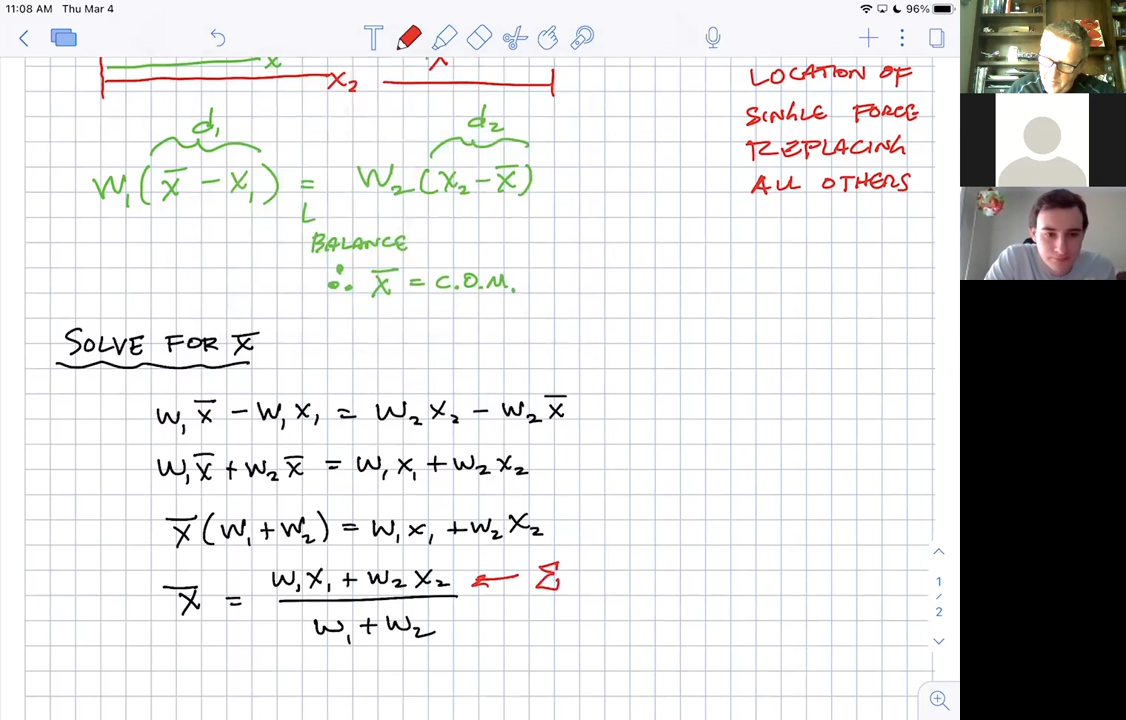 11:08 AM Thu Mar 4
96%
T
X₂
LOCATION OF
SINGLE FORCE
REPLACING
ALL OTHERS
d₁ d₂
W₁(x̄ - x₁) = W₂(x₂ - x̄)
BALANCE
∴ x̄ = C.O.M.
SOLVE FOR x̄
W₁x̄ - W₁x₁ = W₂x₂ - W₂x̄
W₁x̄ + W₂x̄ = W₁x₁ + W₂x₂
x̄(W₁ + W₂) = W₁x₁ + W₂x₂
x̄ = W₁x₁ + W₂x₂ ← Σ
W₁ + W₂
1
/
2